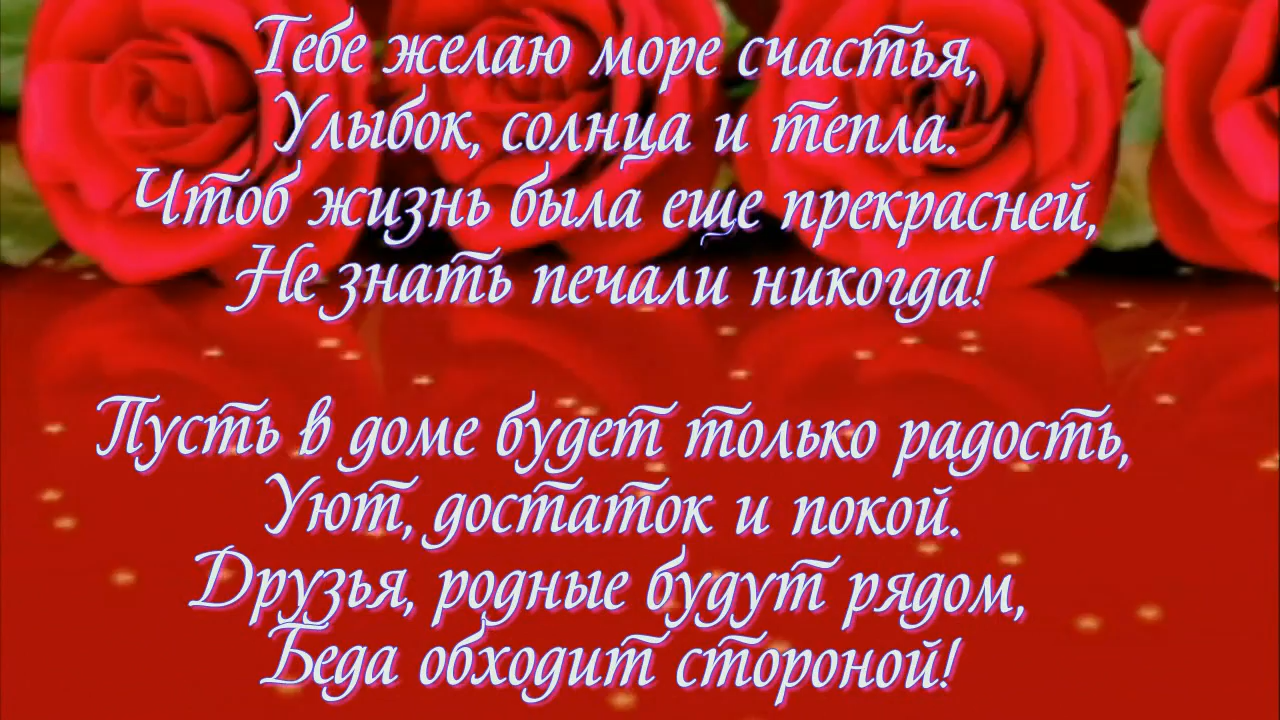 Тебе желаю море счастья,
Улыбок, солнца и тепла.
Чтоб жизнь была еще прекрасней,
Не знать печали никогда!
Пусть в доме будет только радость,
Уют, достаток и покой.
Друзья, родные будут рядом,
Беда обходит стороной!